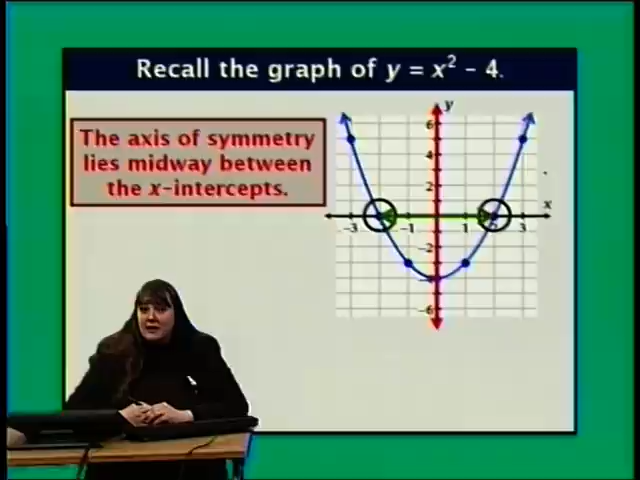 Recall the graph of y = x² – 4.
The axis of symmetry
lies midway between
the x-intercepts.
y
6
4
2
x
-3
-1
1
3
-2
-6